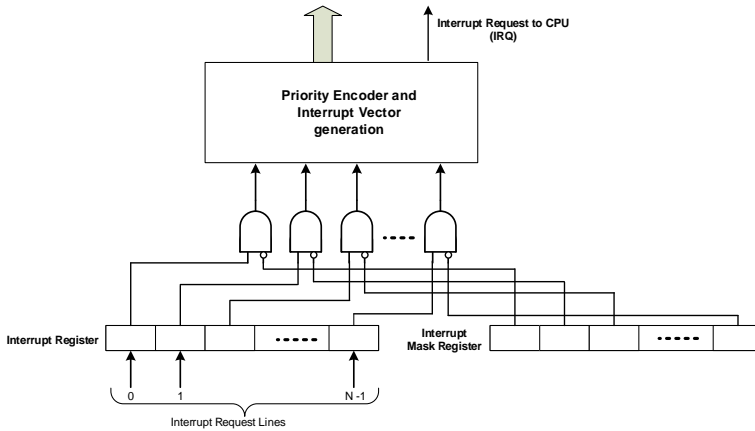 Interrupt Request to CPU
(IRQ)
Priority Encoder and
Interrupt Vector
generation
Interrupt Register
Interrupt
Mask Register
0
1
N -1
Interrupt Request Lines